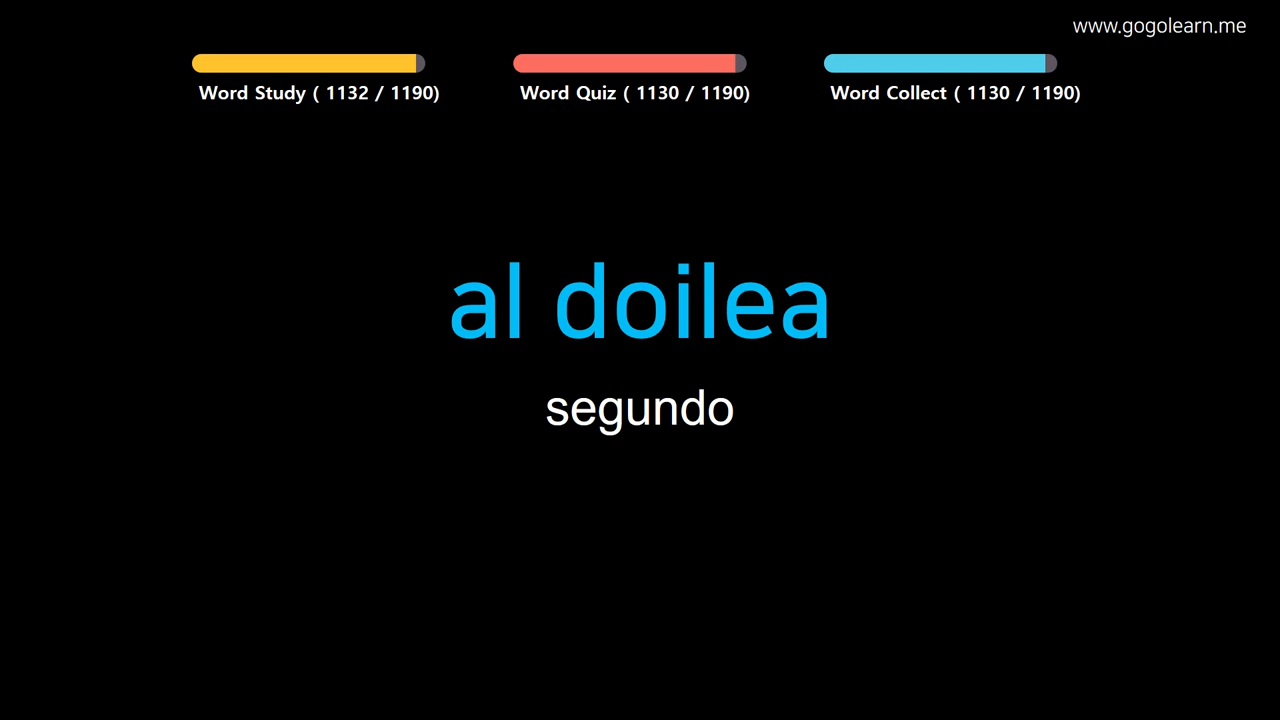 www.gogolearn.me
Word Study ( 1132 / 1190)
Word Quiz ( 1130 / 1190)
Word Collect ( 1130 / 1190)
al doilea
segundo